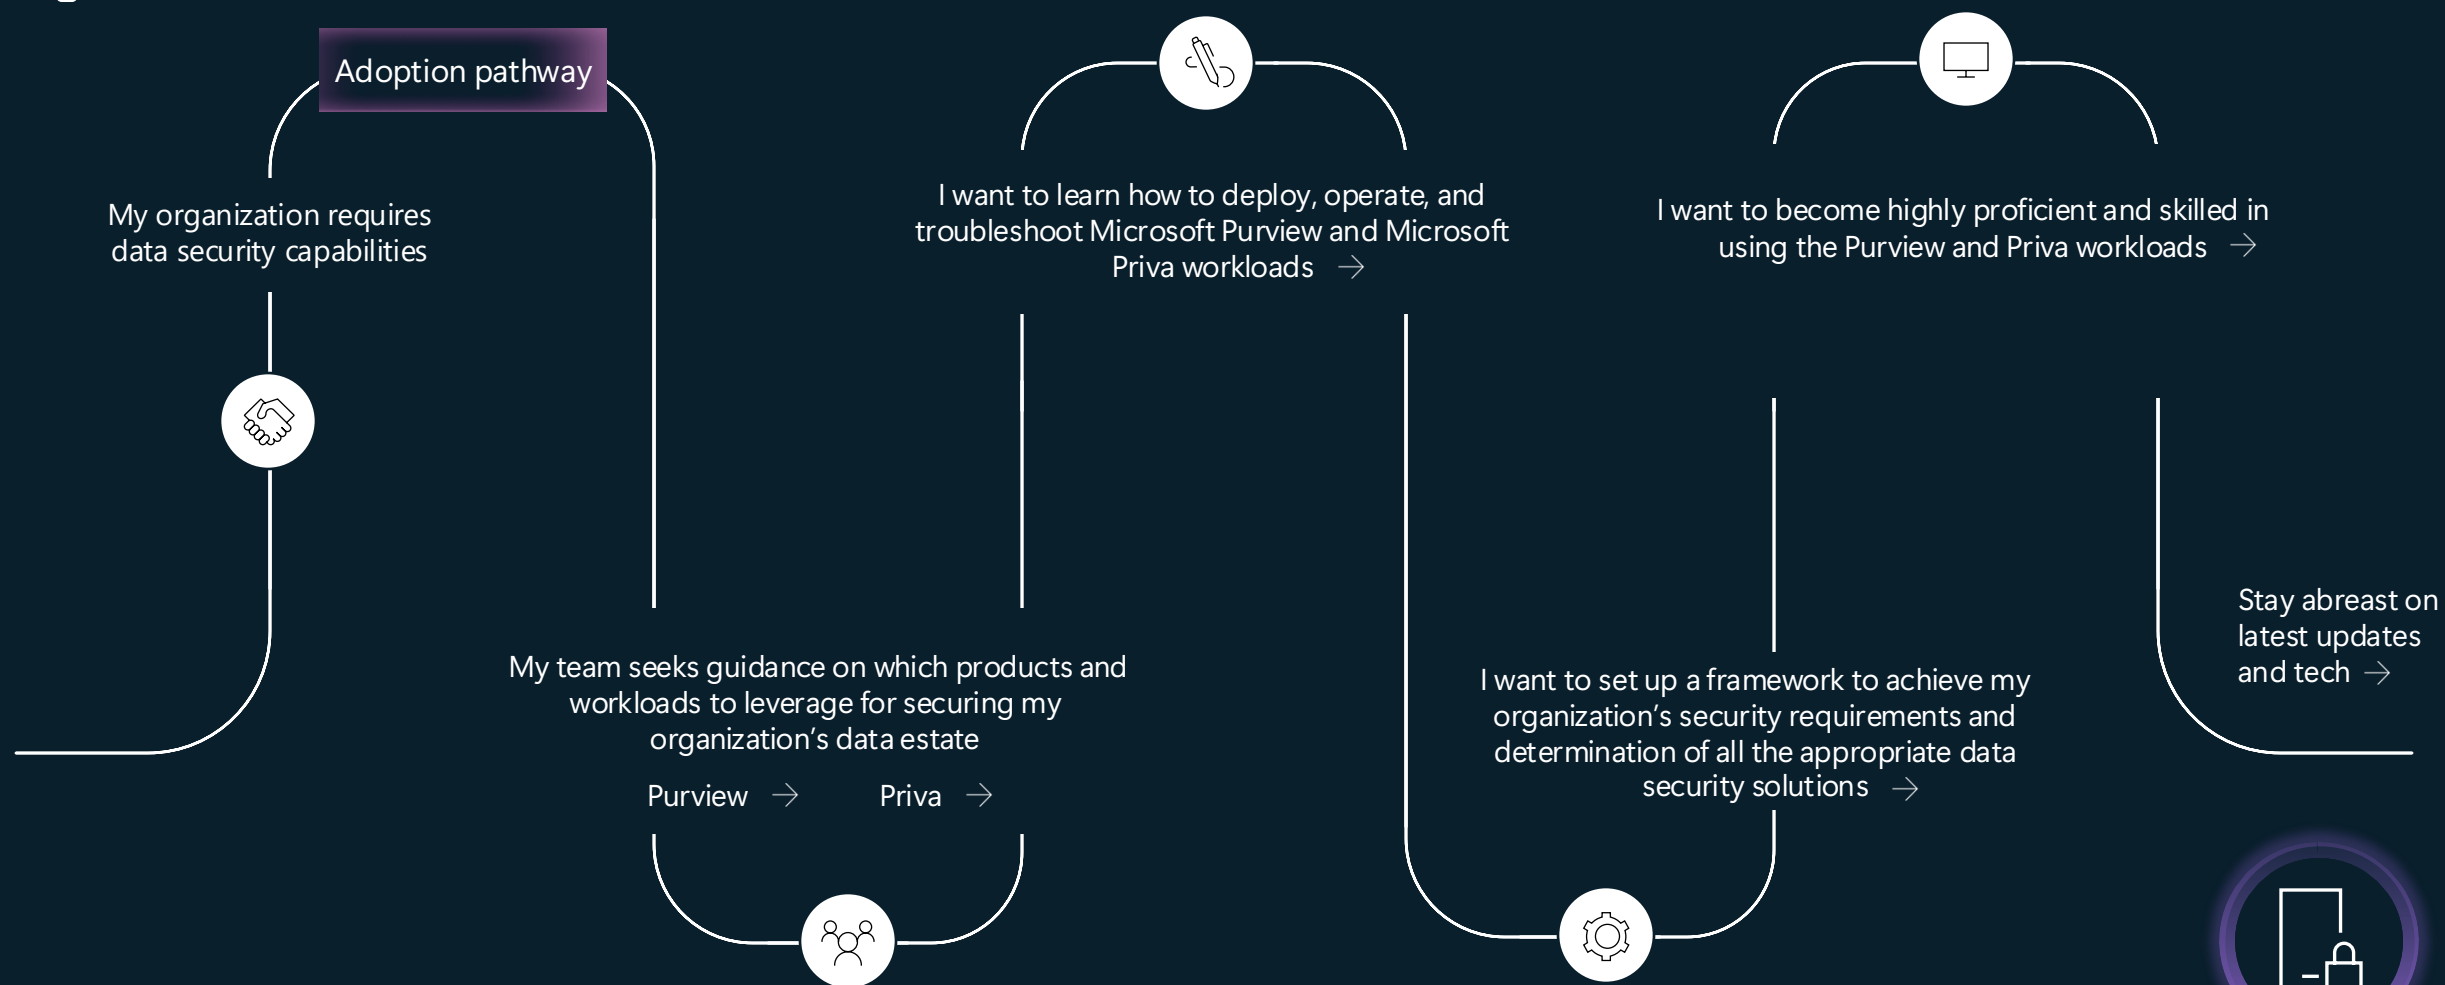 Adoption pathway
My organization requires
data security capabilities
My team seeks guidance on which products and
workloads to leverage for securing my
organization’s data estate
Purview → Priva →
I want to learn how to deploy, operate, and
troubleshoot Microsoft Purview and Microsoft
Priva workloads →
I want to set up a framework to achieve my
organization’s security requirements and
determination of all the appropriate data
security solutions →
I want to become highly proficient and skilled in
using the Purview and Priva workloads →
Stay abreast on
latest updates
and tech →